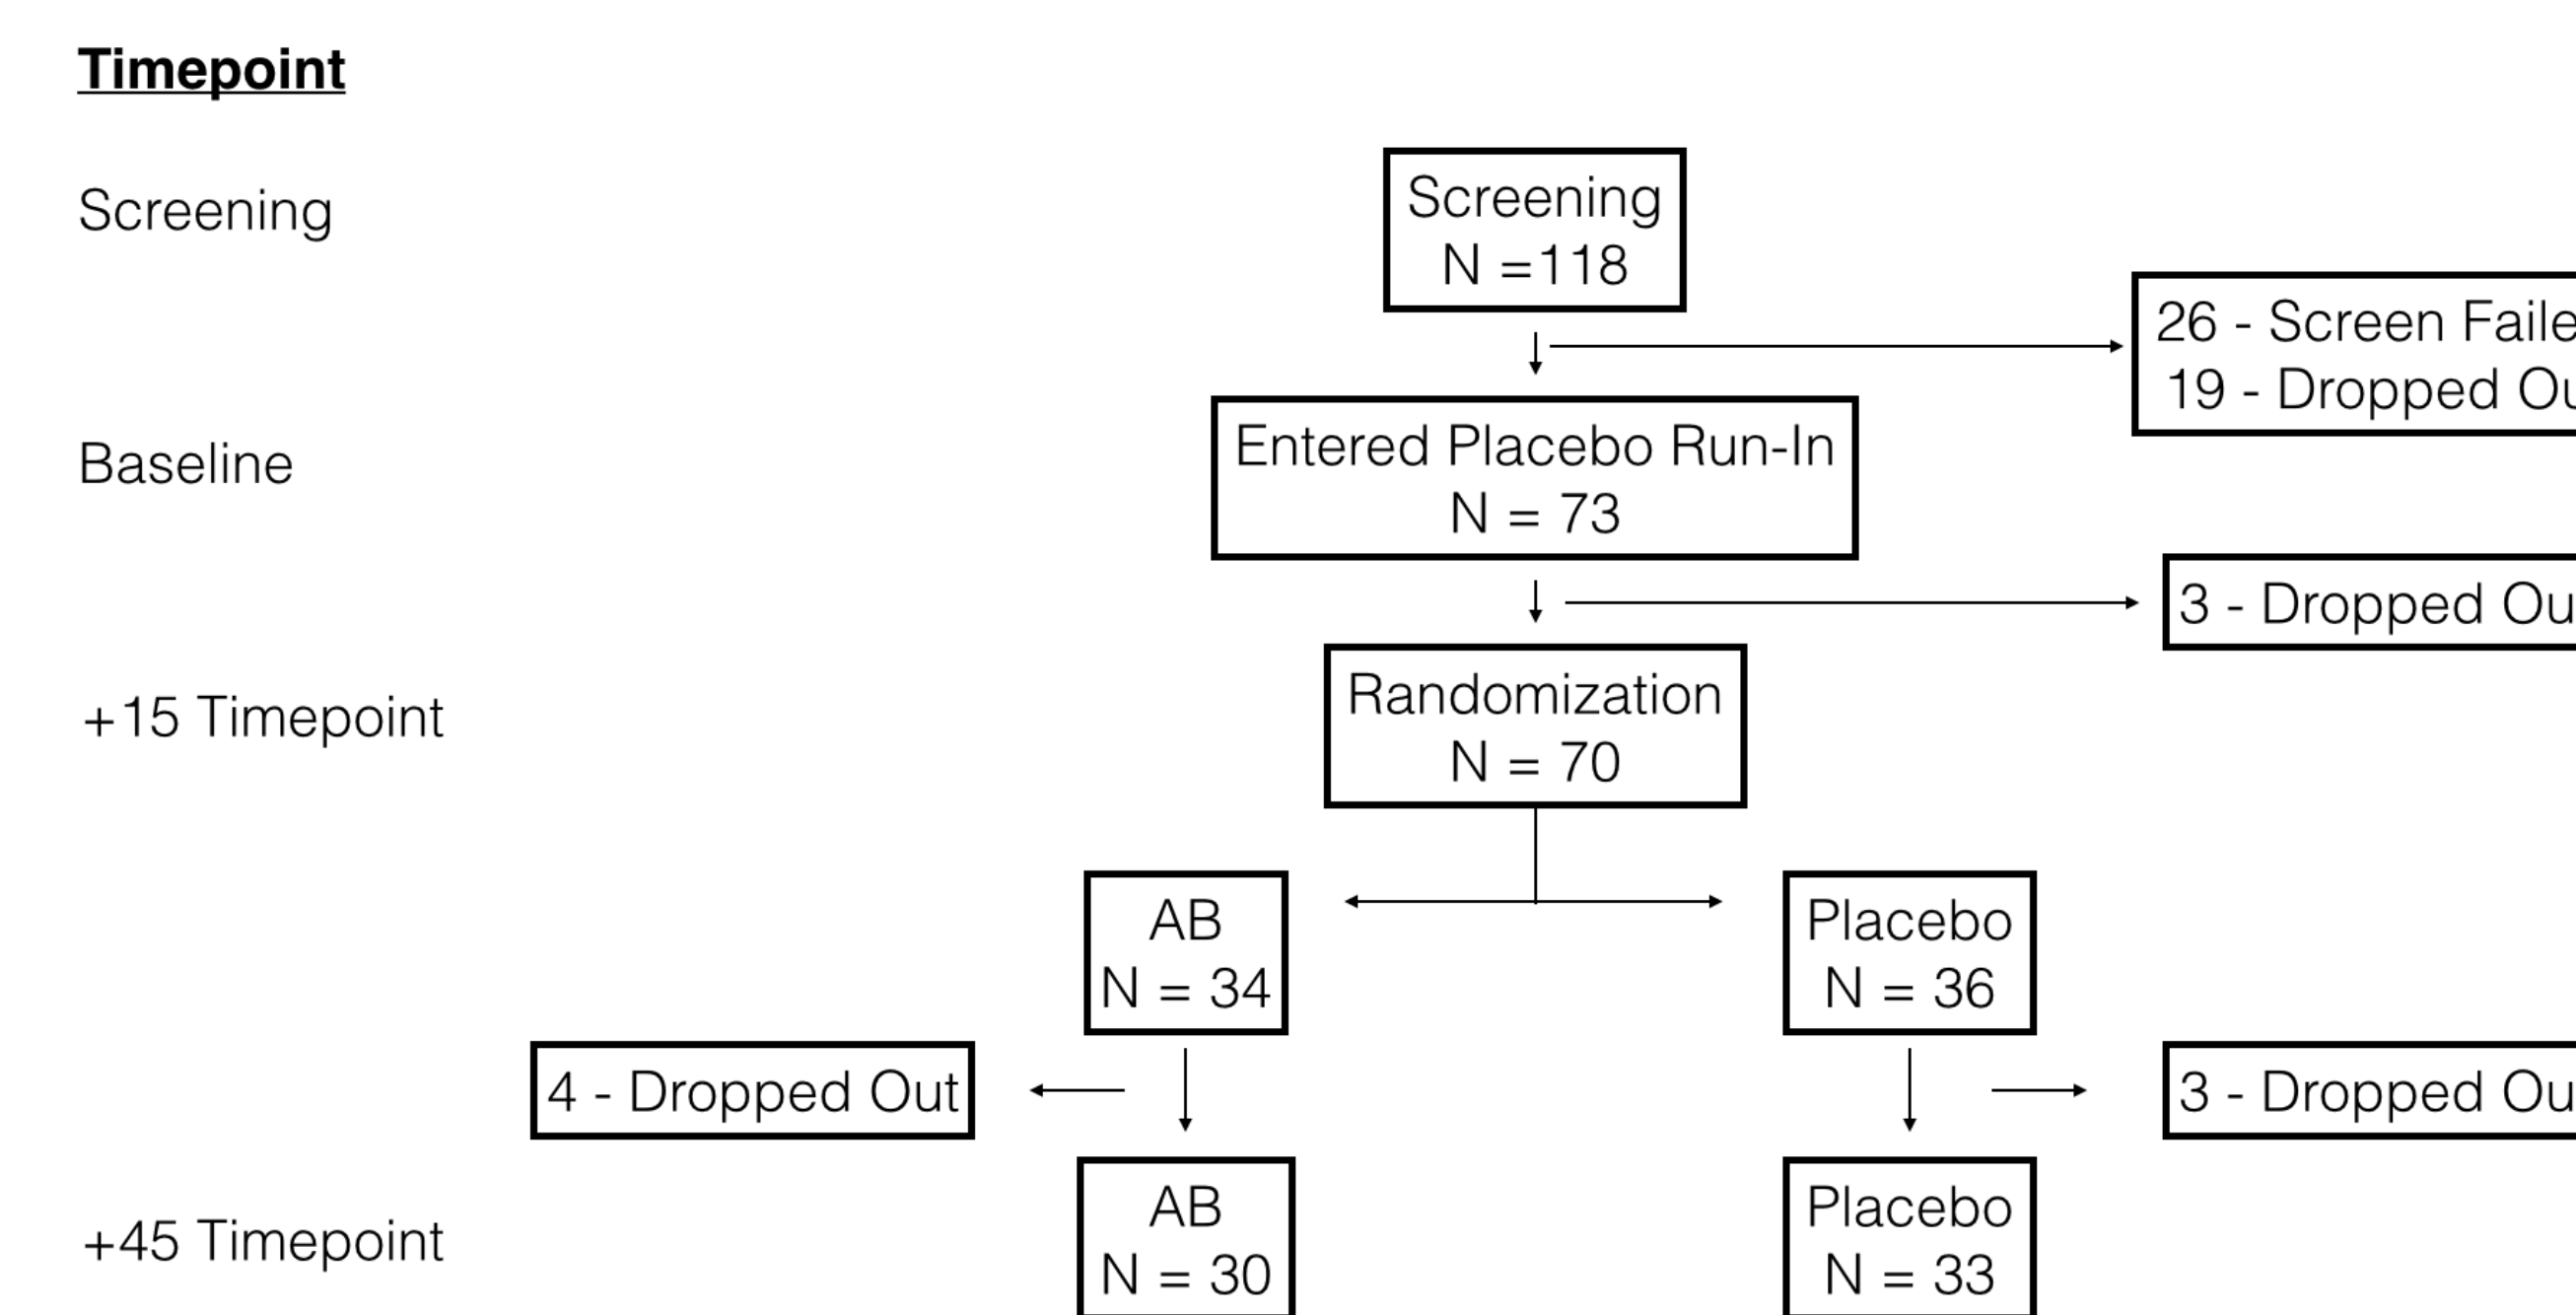 Timepoint
Screening
Screening
N =118
26 - Screen Faile
19 - Dropped Ou
Baseline
Entered Placebo Run-In
N = 73
3 - Dropped Ou
+15 Timepoint
Randomization
N = 70
AB
N = 34
Placebo
N = 36
4 - Dropped Out
3 - Dropped Ou
+45 Timepoint
AB
N = 30
Placebo
N = 33